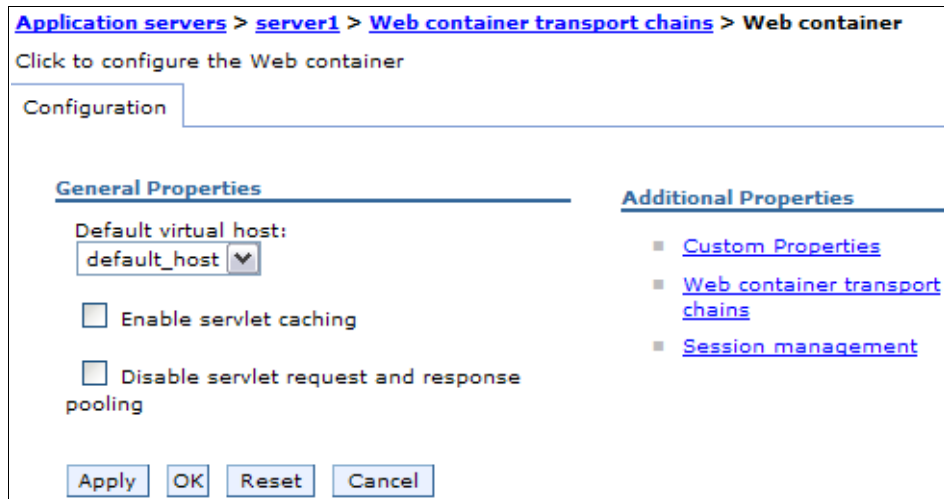 Application servers > server1 > Web container transport chains > Web container
Click to configure the Web container
Configuration
General Properties
Default virtual host:
default_host
Enable servlet caching
Disable servlet request and response
pooling
Additional Properties
Custom Properties
Web container transport
chains
Session management
Apply OK Reset Cancel